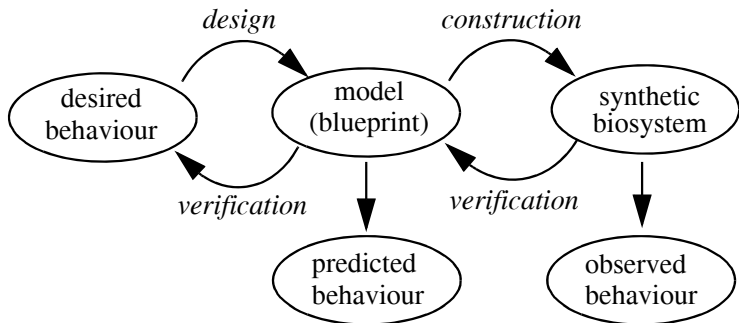 design
construction
desired
behaviour
model
(blueprint)
synthetic
biosystem
verification
verification
predicted
behaviour
observed
behaviour